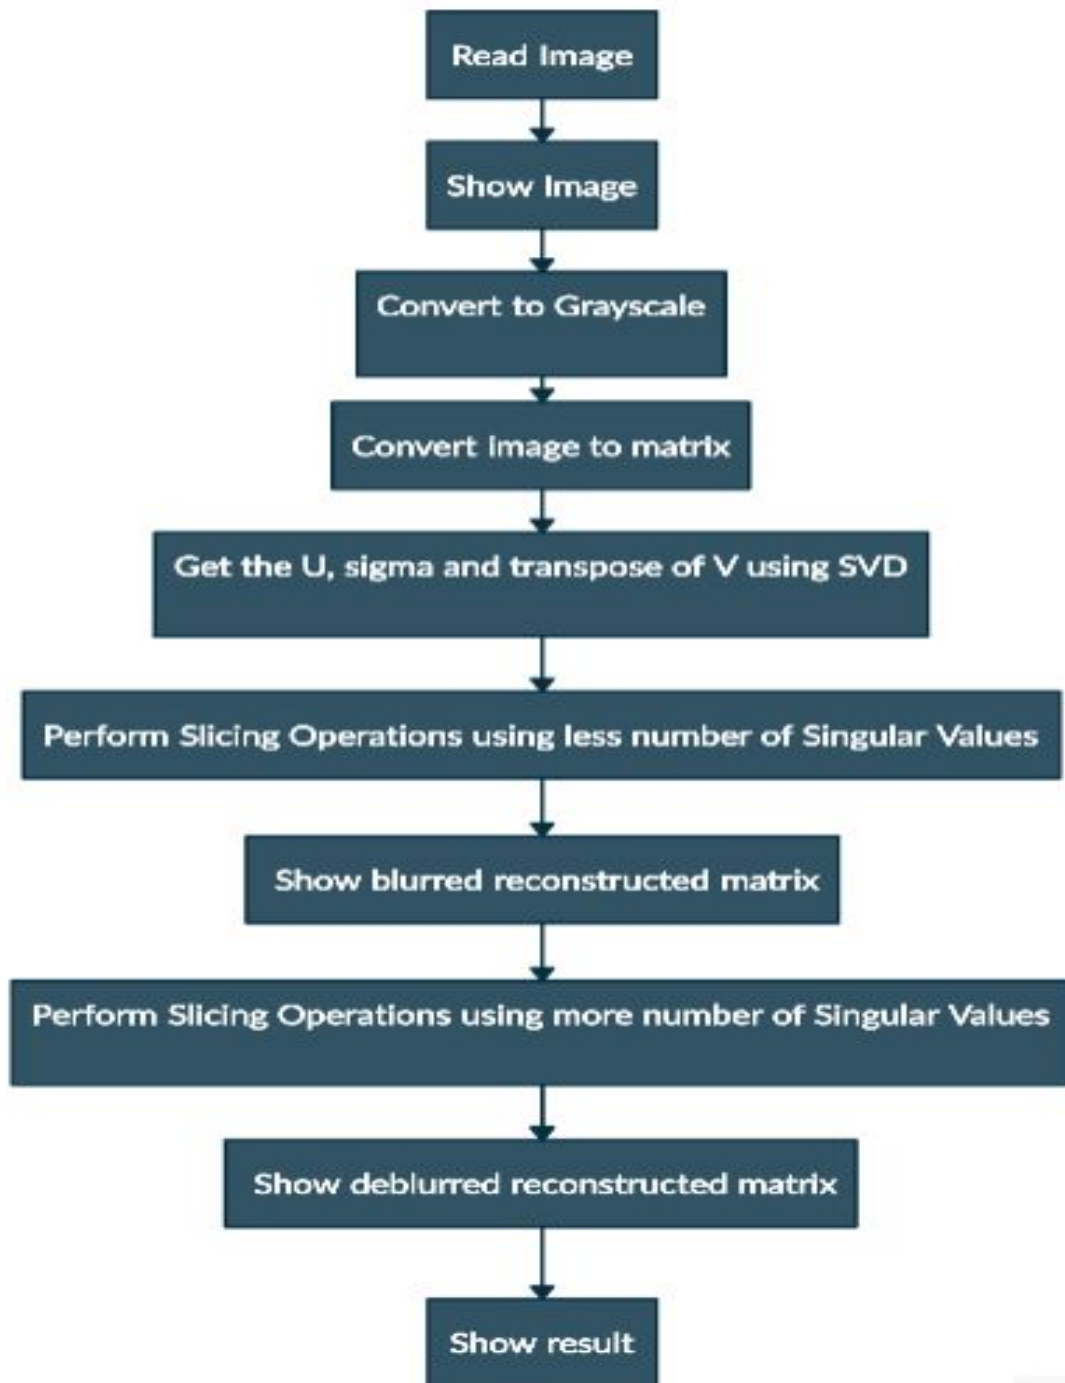 Read Image
Show Image
Convert to Grayscale
Convert Image to matrix
Get the U, sigma and transpose of V using SVD
Perform Slicing Operations using less number of Singular Values
Show blurred reconstructed matrix
Perform Slicing Operations using more number of Singular Values
Show deblurred reconstructed matrix
Show result